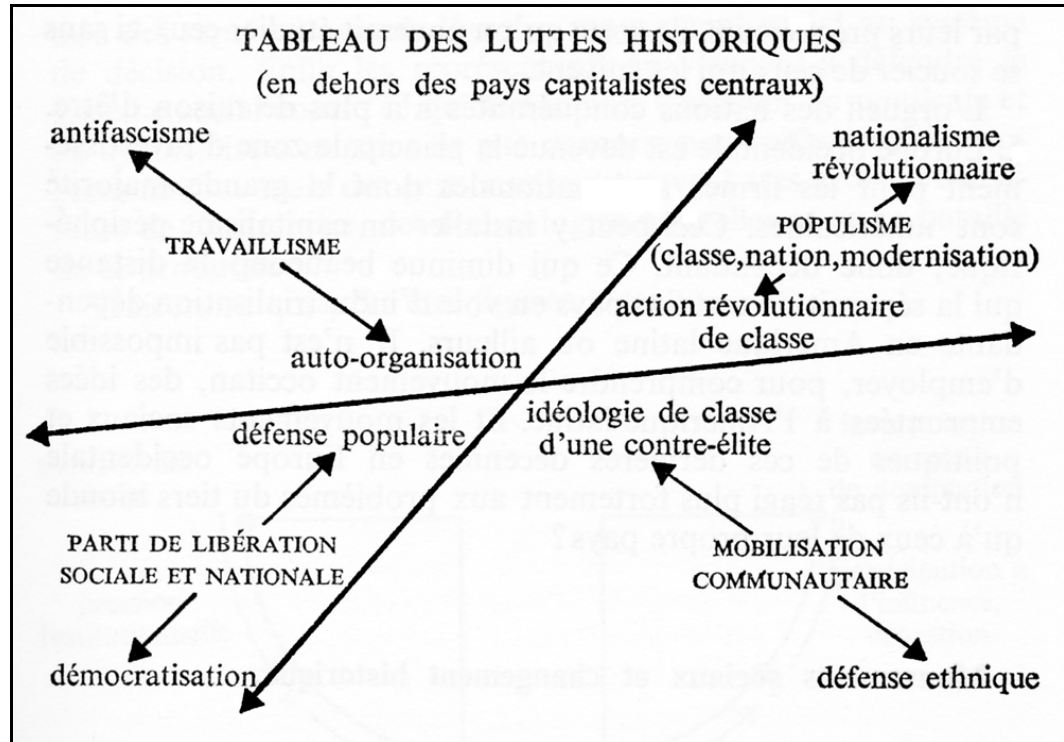 TABLEAU DES LUTTES HISTORIQUES
(en dehors des pays capitalistes centraux)
antifascisme
nationalisme
révolutionnaire
TRAVAILLISME
POPULISME
(classe,nation,modernisation)
action révolutionnaire
de classe
auto-organisation
défense populaire
idéologie de classe
d'une contre-élite
PARTI DE LIBÉRATION
SOCIALE ET NATIONALE
MOBILISATION
COMMUNAUTAIRE
démocratisation
défense ethnique